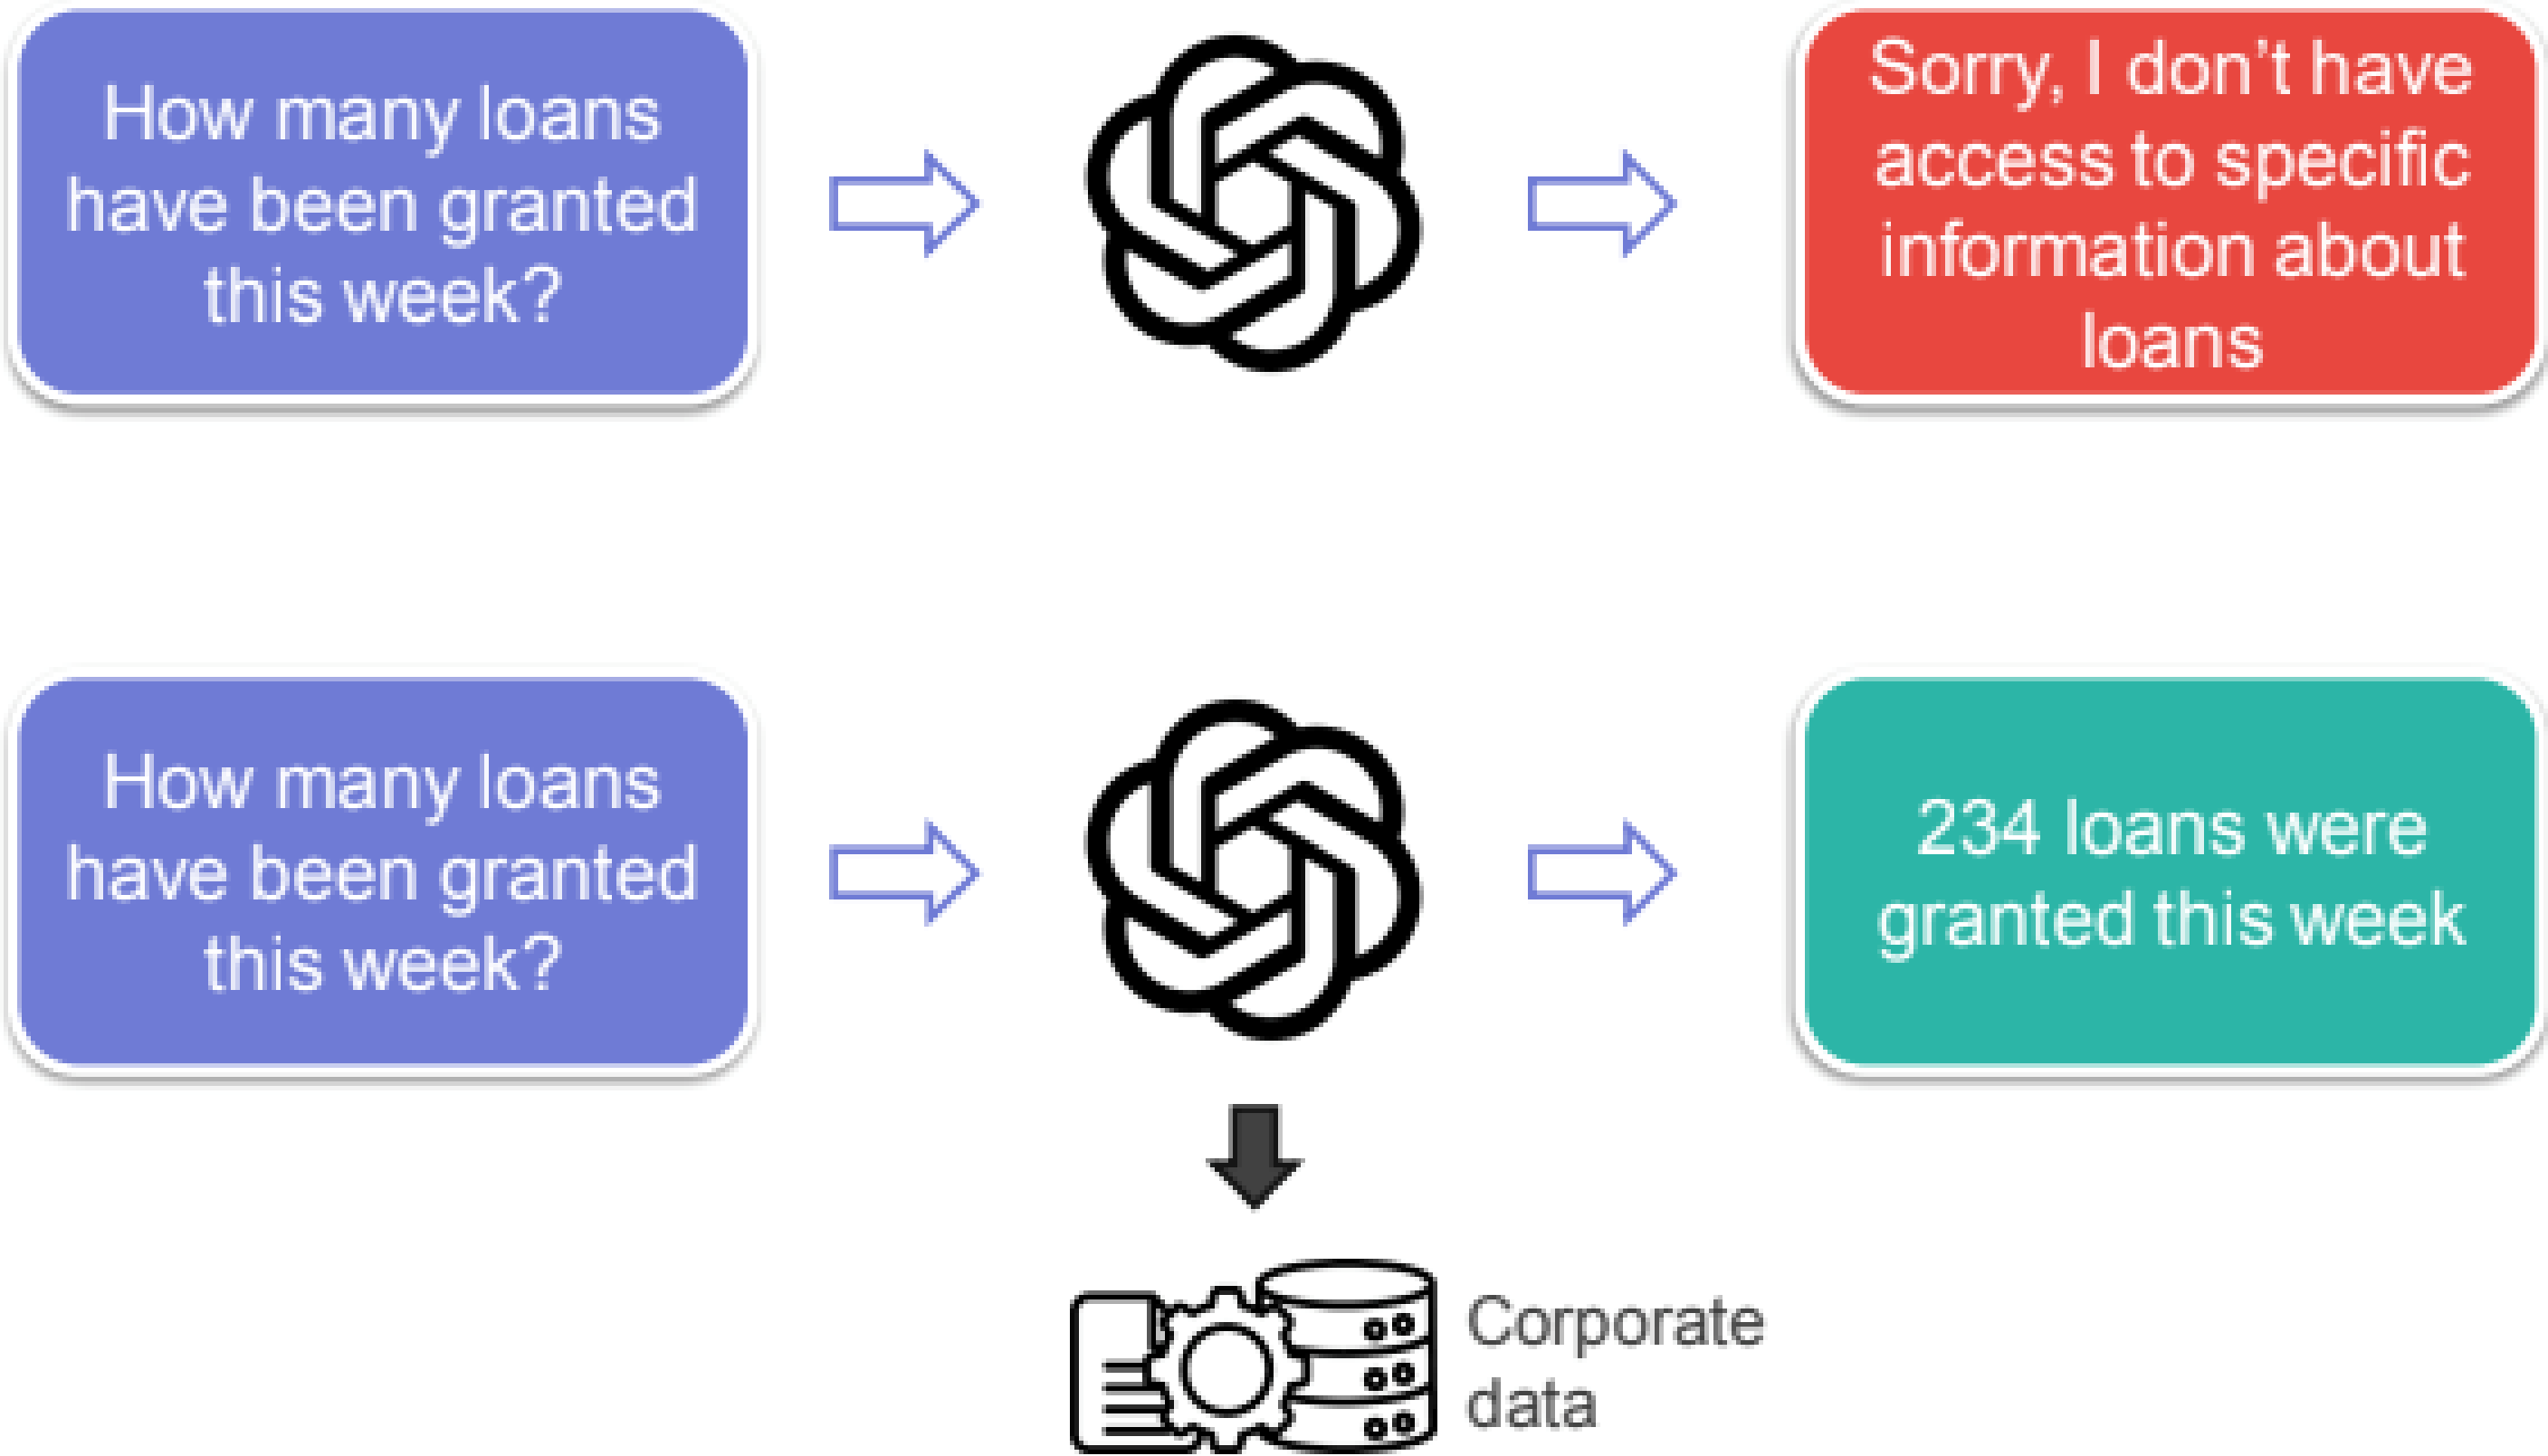 How many loans
have been granted
this week?
Sorry, I don’t have
access to specific
information about
loans
How many loans
have been granted
this week?
234 loans were
granted this week
Corporate
data